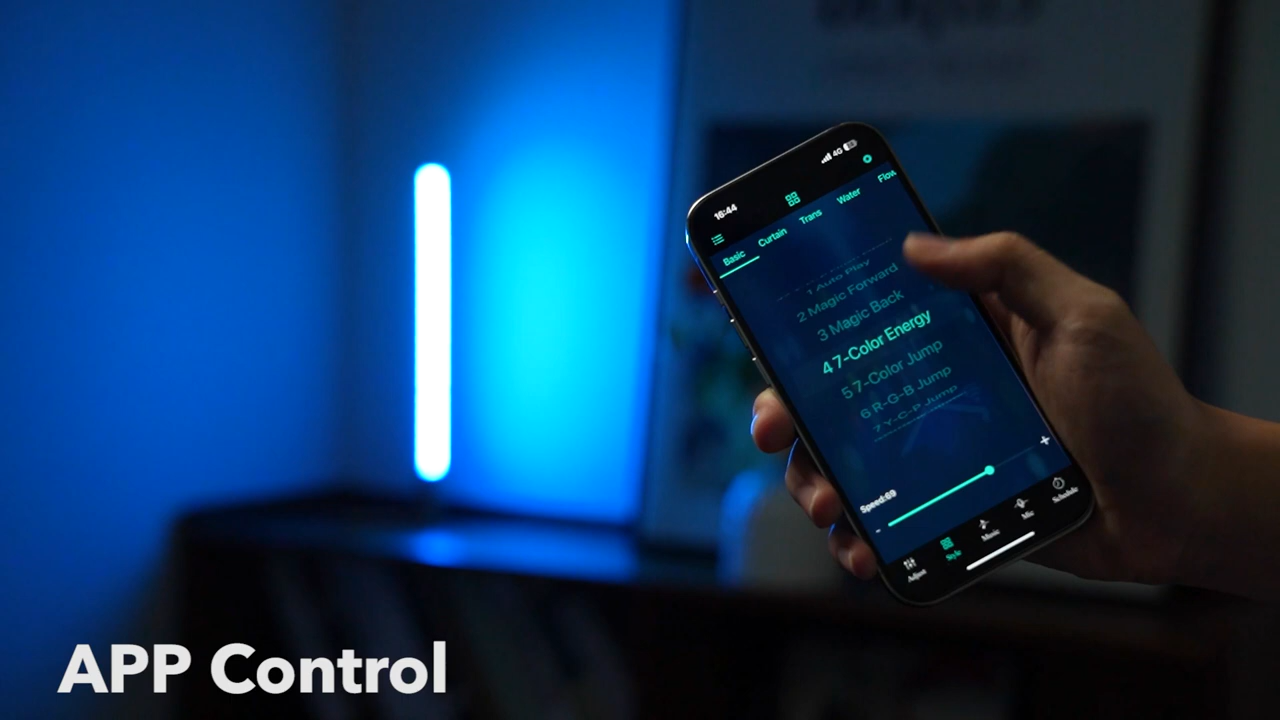 16:44
4G
Basic
Curtain
Trans
Water
Flow
1 Auto Play
2 Magic Forward
3 Magic Back
4 7-Color Energy
5 7-Color Jump
6 R-G-B Jump
7 Y-C-P Jump
Speed:69
- +
Adjust
Style
Music
Mic
Schedule
APP Control